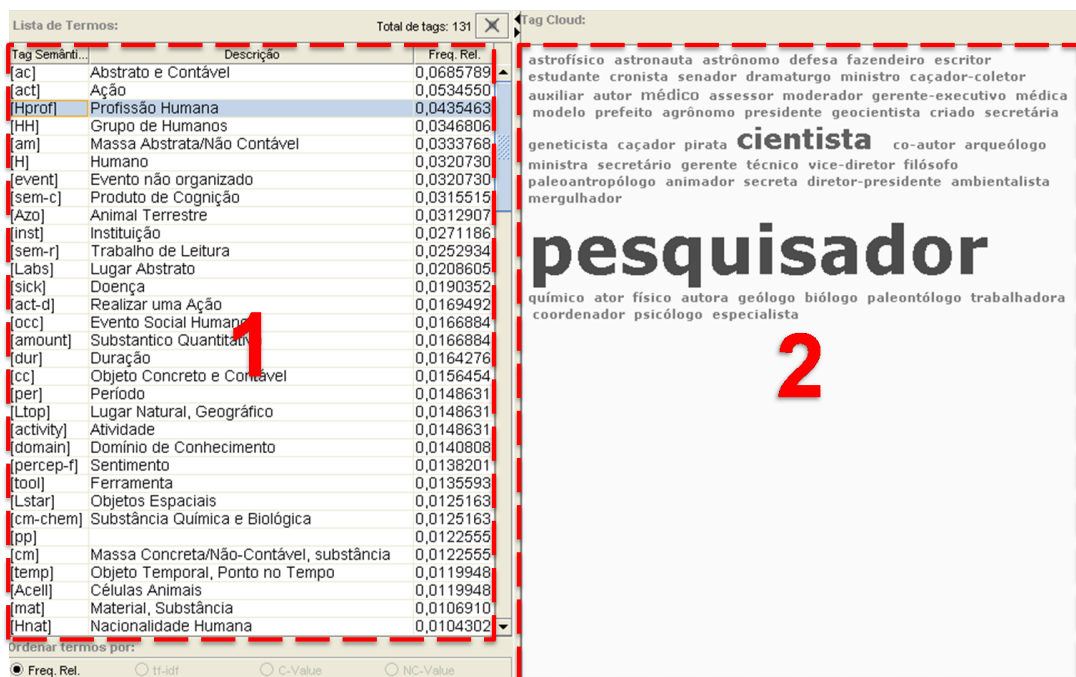 Lista de Termos: Total de tags: 131
Tag Semânti... Descrição Freq. Rel.
[ac] Abstrato e Contável 0,0685789
[act] Ação 0,0534550
[Hprof] Profissão Humana 0,0435463
[HH] Grupo de Humanos 0,0346806
[am] Massa Abstrata/Não Contável 0,0333768
[H] Humano 0,0320730
[event] Evento não organizado 0,0320730
[sem-c] Produto de Cognição 0,0315515
[Azo] Animal Terrestre 0,0312907
[inst] Instituição 0,0271186
[sem-r] Trabalho de Leitura 0,0252934
[Labs] Lugar Abstrato 0,0208605
[sick] Doença 0,0190352
[act-d] Realizar uma Ação 0,0169492
[occ] Evento Social Humano 0,0166884
[amount] Substantico Quantitativo 0,0166884
[dur] Duração 0,0164276
[cc] Objeto Concreto e Contável 0,0156454
[per] Período 0,0148631
[Ltop] Lugar Natural, Geográfico 0,0148631
[activity] Atividade 0,0148631
[domain] Domínio de Conhecimento 0,0140808
[percep-f] Sentimento 0,0138201
[tool] Ferramenta 0,0135593
[Lstar] Objetos Espaciais 0,0125163
[cm-chem] Substância Química e Biológica 0,0125163
[pp] 0,0122555
[cm] Massa Concreta/Não-Contável, substância 0,0122555
[temp] Objeto Temporal, Ponto no Tempo 0,0119948
[Acell] Células Animais 0,0119948
[mat] Material, Substância 0,0106910
[Hnat] Nacionalidade Humana 0,0104302
1
Ordenar termos por:
Freq. Rel. tf-idf C-Value NC-Value
Tag Cloud:
astrofísico astronauta astrônomo defesa fazendeiro escritor
estudante cronista senador dramaturgo ministro caçador-coletor
auxiliar autor médico assessor moderador gerente-executivo médica
modelo prefeito agrônomo presidente geocientista criado secretária
geneticista caçador pirata cientista co-autor arqueólogo
ministra secretário gerente técnico vice-diretor filósofo
paleoantropólogo animador secreta diretor-presidente ambientalista
mergulhador
pesquisador
químico ator físico autora geólogo biólogo paleontólogo trabalhadora
coordenador psicólogo especialista
2